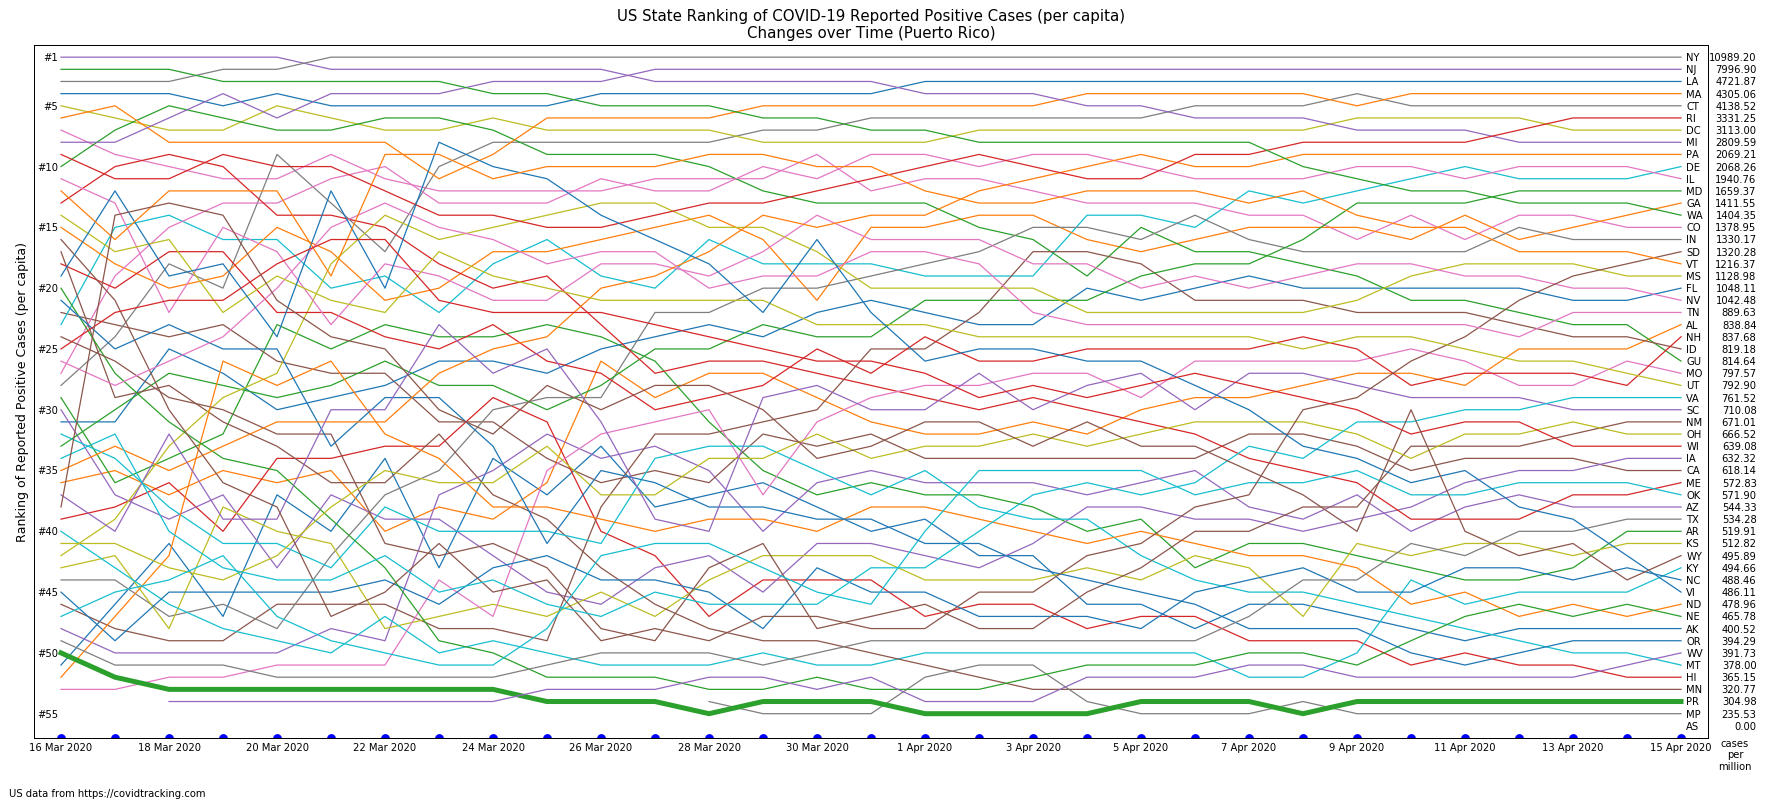 US State Ranking of COVID-19 Reported Positive Cases (per capita)
Changes over Time (Puerto Rico)
Ranking of Reported Positive Cases (per capita)
#1
#5
#10
#15
#20
#25
#30
#35
#40
#45
#50
#55
NY 10989.20
NJ 7996.90
LA 4721.87
MA 4305.06
CT 4138.52
RI 3331.25
DC 3113.00
MI 2809.59
PA 2069.21
DE 2068.26
IL 1940.76
MD 1659.37
GA 1411.55
WA 1404.35
CO 1378.95
IN 1330.17
SD 1320.28
VT 1216.37
MS 1128.98
FL 1048.11
NV 1042.48
TN 889.63
AL 838.84
NH 837.68
ID 819.18
GU 814.64
MO 797.57
UT 792.90
VA 761.52
SC 710.08
NM 671.01
OH 666.52
WI 639.08
IA 632.32
CA 618.14
ME 572.83
OK 571.90
AZ 544.33
TX 534.28
AR 519.91
KS 512.82
WY 495.89
KY 494.66
NC 488.46
VI 486.11
ND 478.96
NE 465.78
AK 400.52
OR 394.29
WV 391.73
MT 378.00
HI 365.15
MN 320.77
PR 304.98
MP 235.53
AS 0.00
16 Mar 2020 18 Mar 2020 20 Mar 2020 22 Mar 2020 24 Mar 2020 26 Mar 2020 28 Mar 2020 30 Mar 2020 1 Apr 2020 3 Apr 2020 5 Apr 2020 7 Apr 2020 9 Apr 2020 11 Apr 2020 13 Apr 2020 15 Apr 2020
cases
per
million
US data from https://covidtracking.com